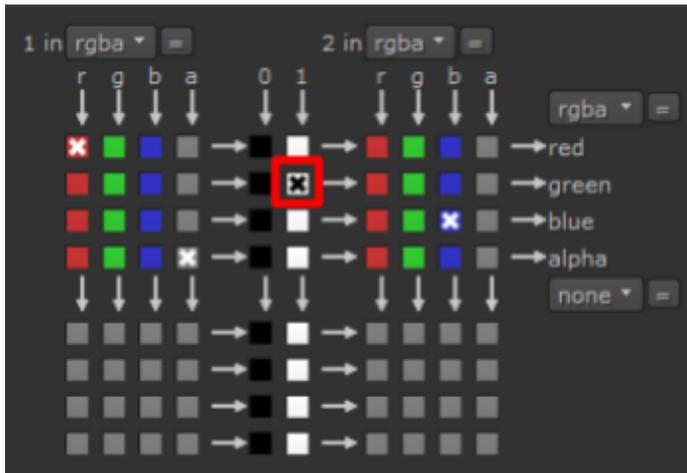 1 in rgba = 2 in rgba =
r g b a 0 1 r g b a
rgba =
red
green
blue
alpha
none =